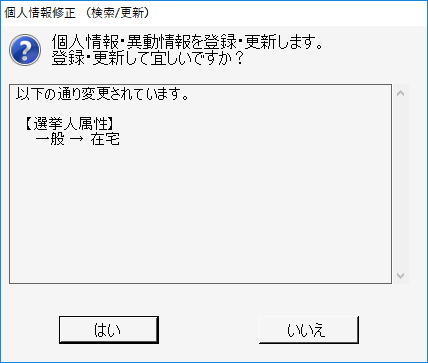 個人情報修正 （検索/更新）
個人情報・異動情報を登録・更新します。
登録・更新して宜しいですか？
以下の通り変更されています。
【選挙人属性】
一般 → 在宅
はい
いいえ